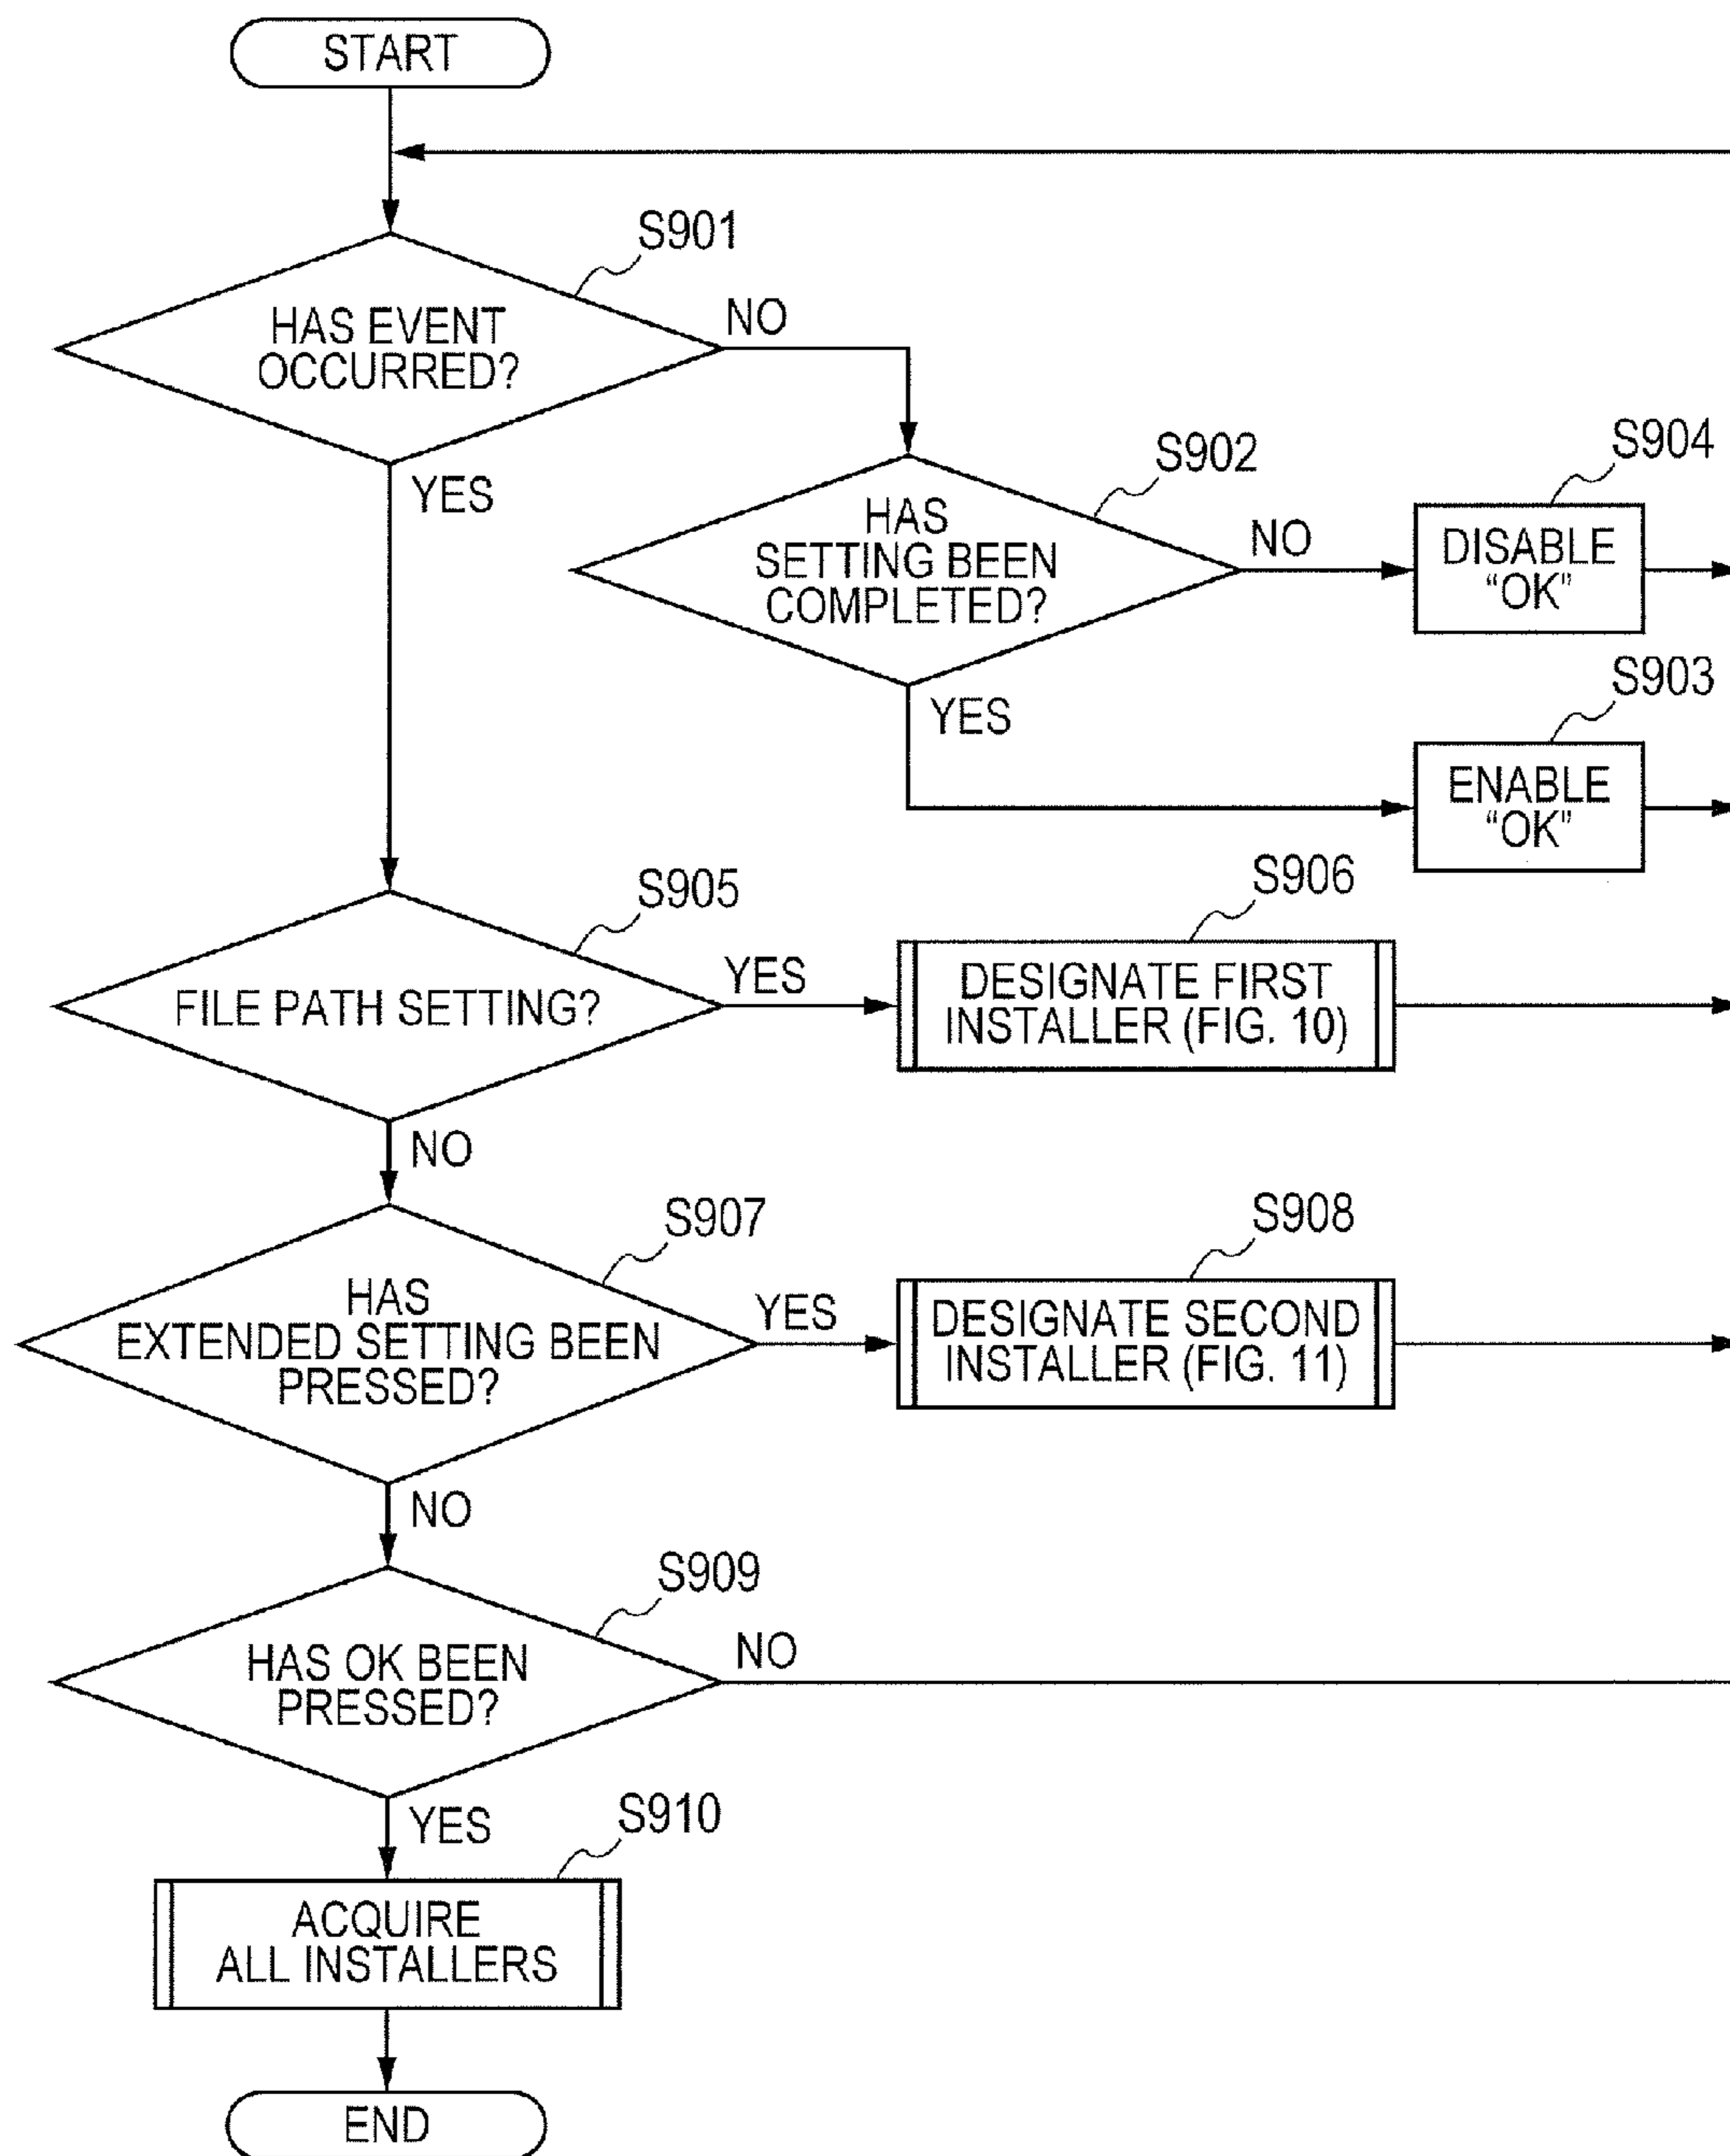 START
S901
HAS EVENT
OCCURRED?
NO
YES
S902
HAS
SETTING BEEN
COMPLETED?
NO
YES
S904
DISABLE
“OK”
S903
ENABLE
“OK”
S905
FILE PATH SETTING?
YES
NO
S906
DESIGNATE FIRST
INSTALLER (FIG. 10)
S907
HAS
EXTENDED SETTING BEEN
PRESSED?
YES
NO
S908
DESIGNATE SECOND
INSTALLER (FIG. 11)
S909
HAS OK BEEN
PRESSED?
NO
YES
S910
ACQUIRE
ALL INSTALLERS
END